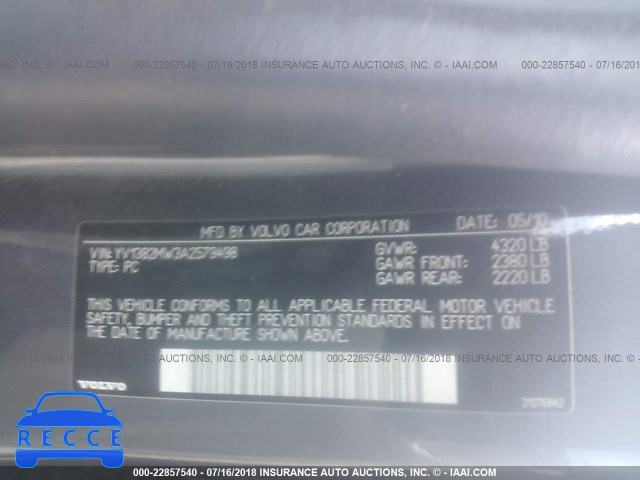 000-22857540 - 07/16/2018 INSURANCE AUTO AUCTIONS, INC. © - IAAI.COM
MFD BY VOLVO CAR CORPORATION DATE: 05/10
VIN: YV1382MW3A2579498
TYPE: PC
GVWR: 4320 LB
GAWR FRONT: 2380 LB
GAWR REAR: 2220 LB
THIS VEHICLE CONFORMS TO ALL APPLICABLE FEDERAL MOTOR VEHICLE
SAFETY, BUMPER AND THEFT PREVENTION STANDARDS IN EFFECT ON
THE DATE OF MANUFACTURE SHOWN ABOVE.
000-22857540 - 07/16/2018 INSURANCE AUTO AUCTIONS, INC. © - IAAI.COM
VOLVO
RECCE
000-22857540 - 07/16/2018 INSURANCE AUTO AUCTIONS, INC. © - IAAI.COM